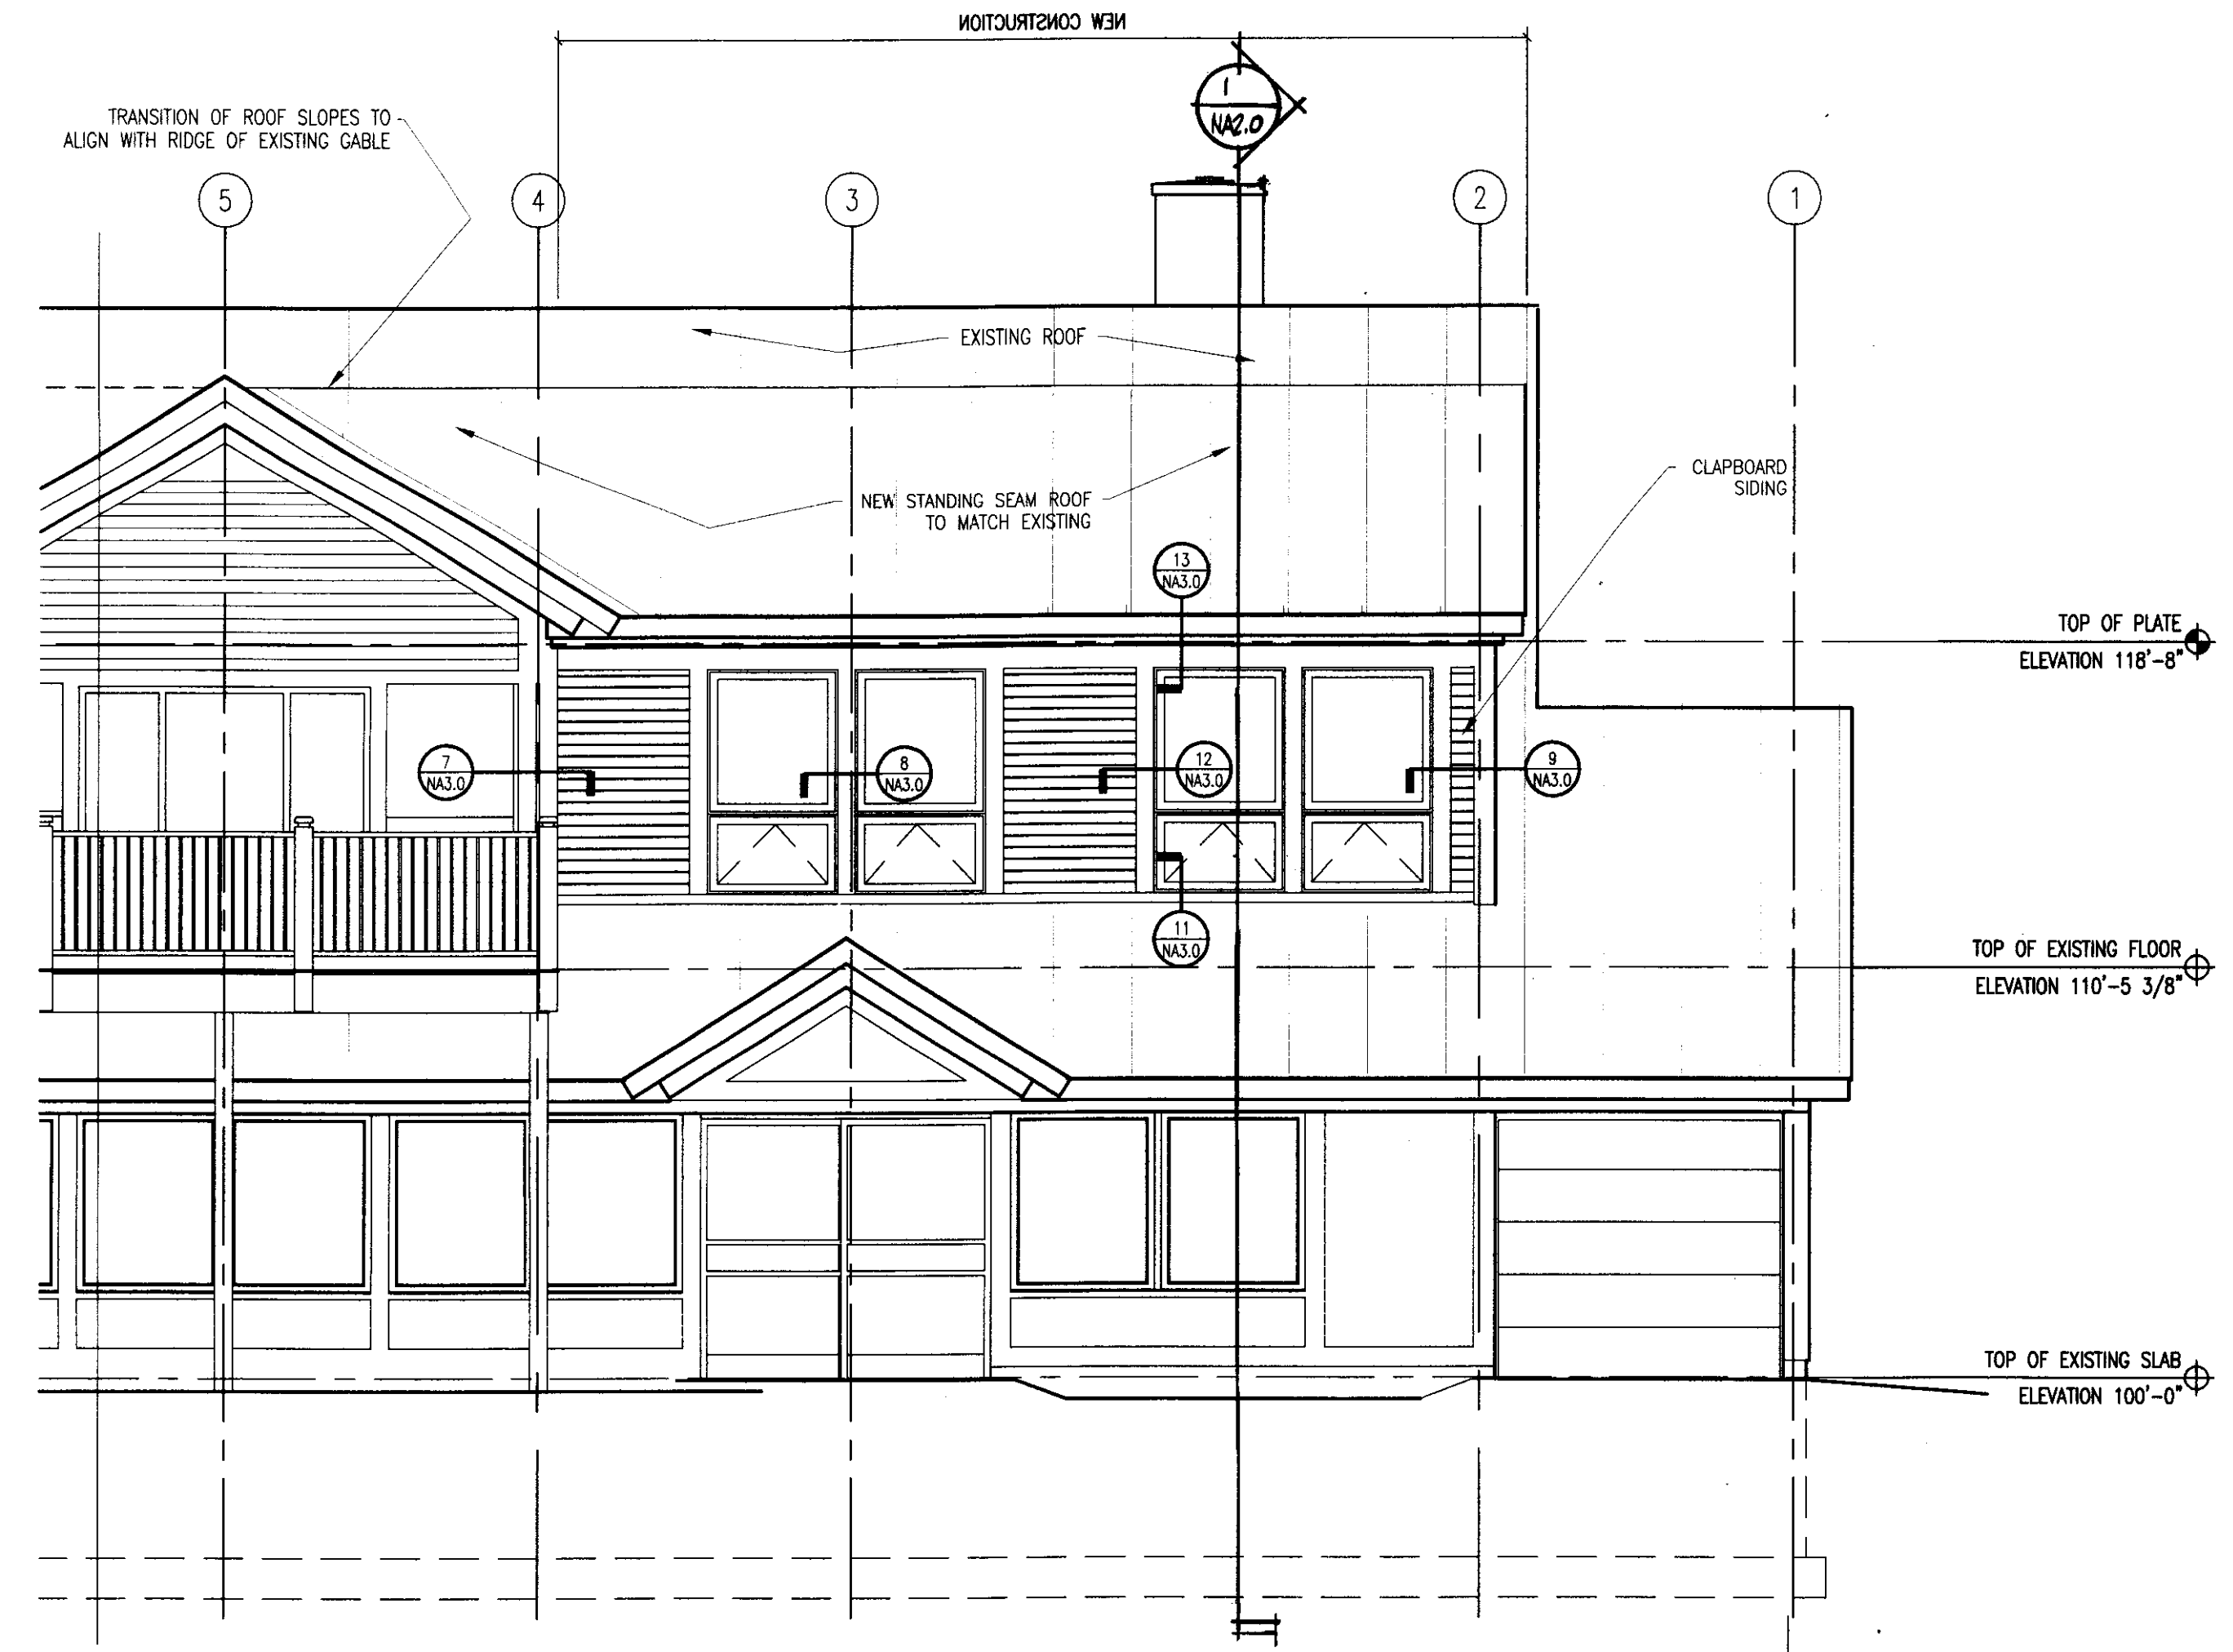 NEW CONSTRUCTION
1
NA2.0
TRANSITION OF ROOF SLOPES TO
ALIGN WITH RIDGE OF EXISTING GABLE
5
4
3
2
1
EXISTING ROOF
CLAPBOARD
SIDING
NEW STANDING SEAM ROOF
TO MATCH EXISTING
13
NA3.0
TOP OF PLATE
ELEVATION 118'-8"
7
NA3.0
8
NA3.0
12
NA3.0
9
NA3.0
11
NA3.0
TOP OF EXISTING FLOOR
ELEVATION 110'-5 3/8"
TOP OF EXISTING SLAB
ELEVATION 100'-0"